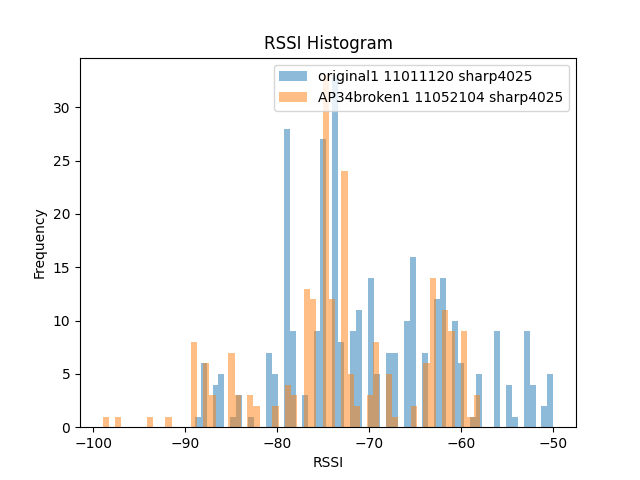 RSSI Histogram
original1 11011120 sharp4025
AP34broken1 11052104 sharp4025
30
25
20
15
10
5
0
Frequency
−100
−90
−80
−70
−60
−50
RSSI